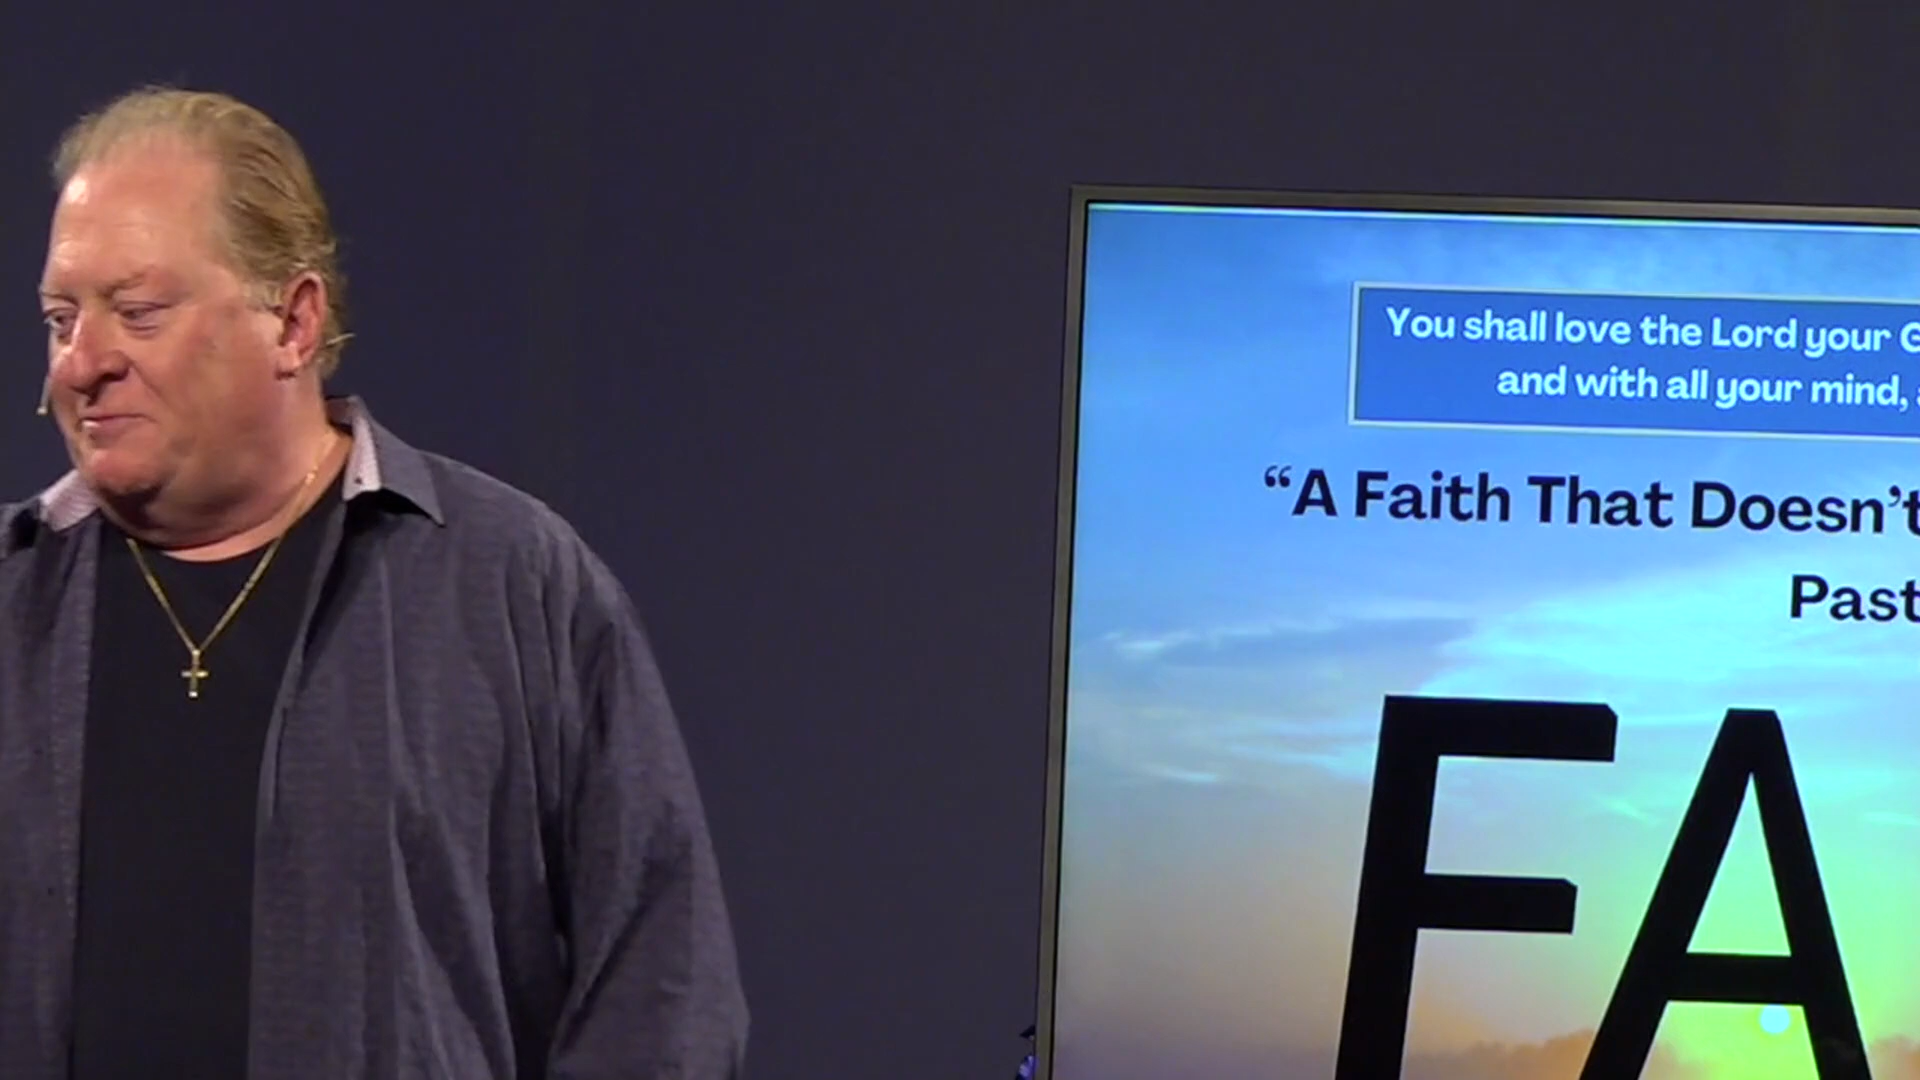 You shall love the Lord your G
and with all your mind,
“A Faith That Doesn’t
Past
FA